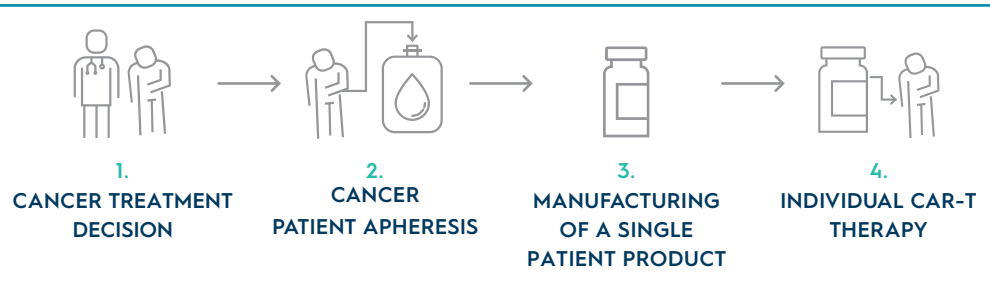 1.
CANCER TREATMENT
DECISION
2.
CANCER
PATIENT APHERESIS
3.
MANUFACTURING
OF A SINGLE
PATIENT PRODUCT
4.
INDIVIDUAL CAR-T
THERAPY